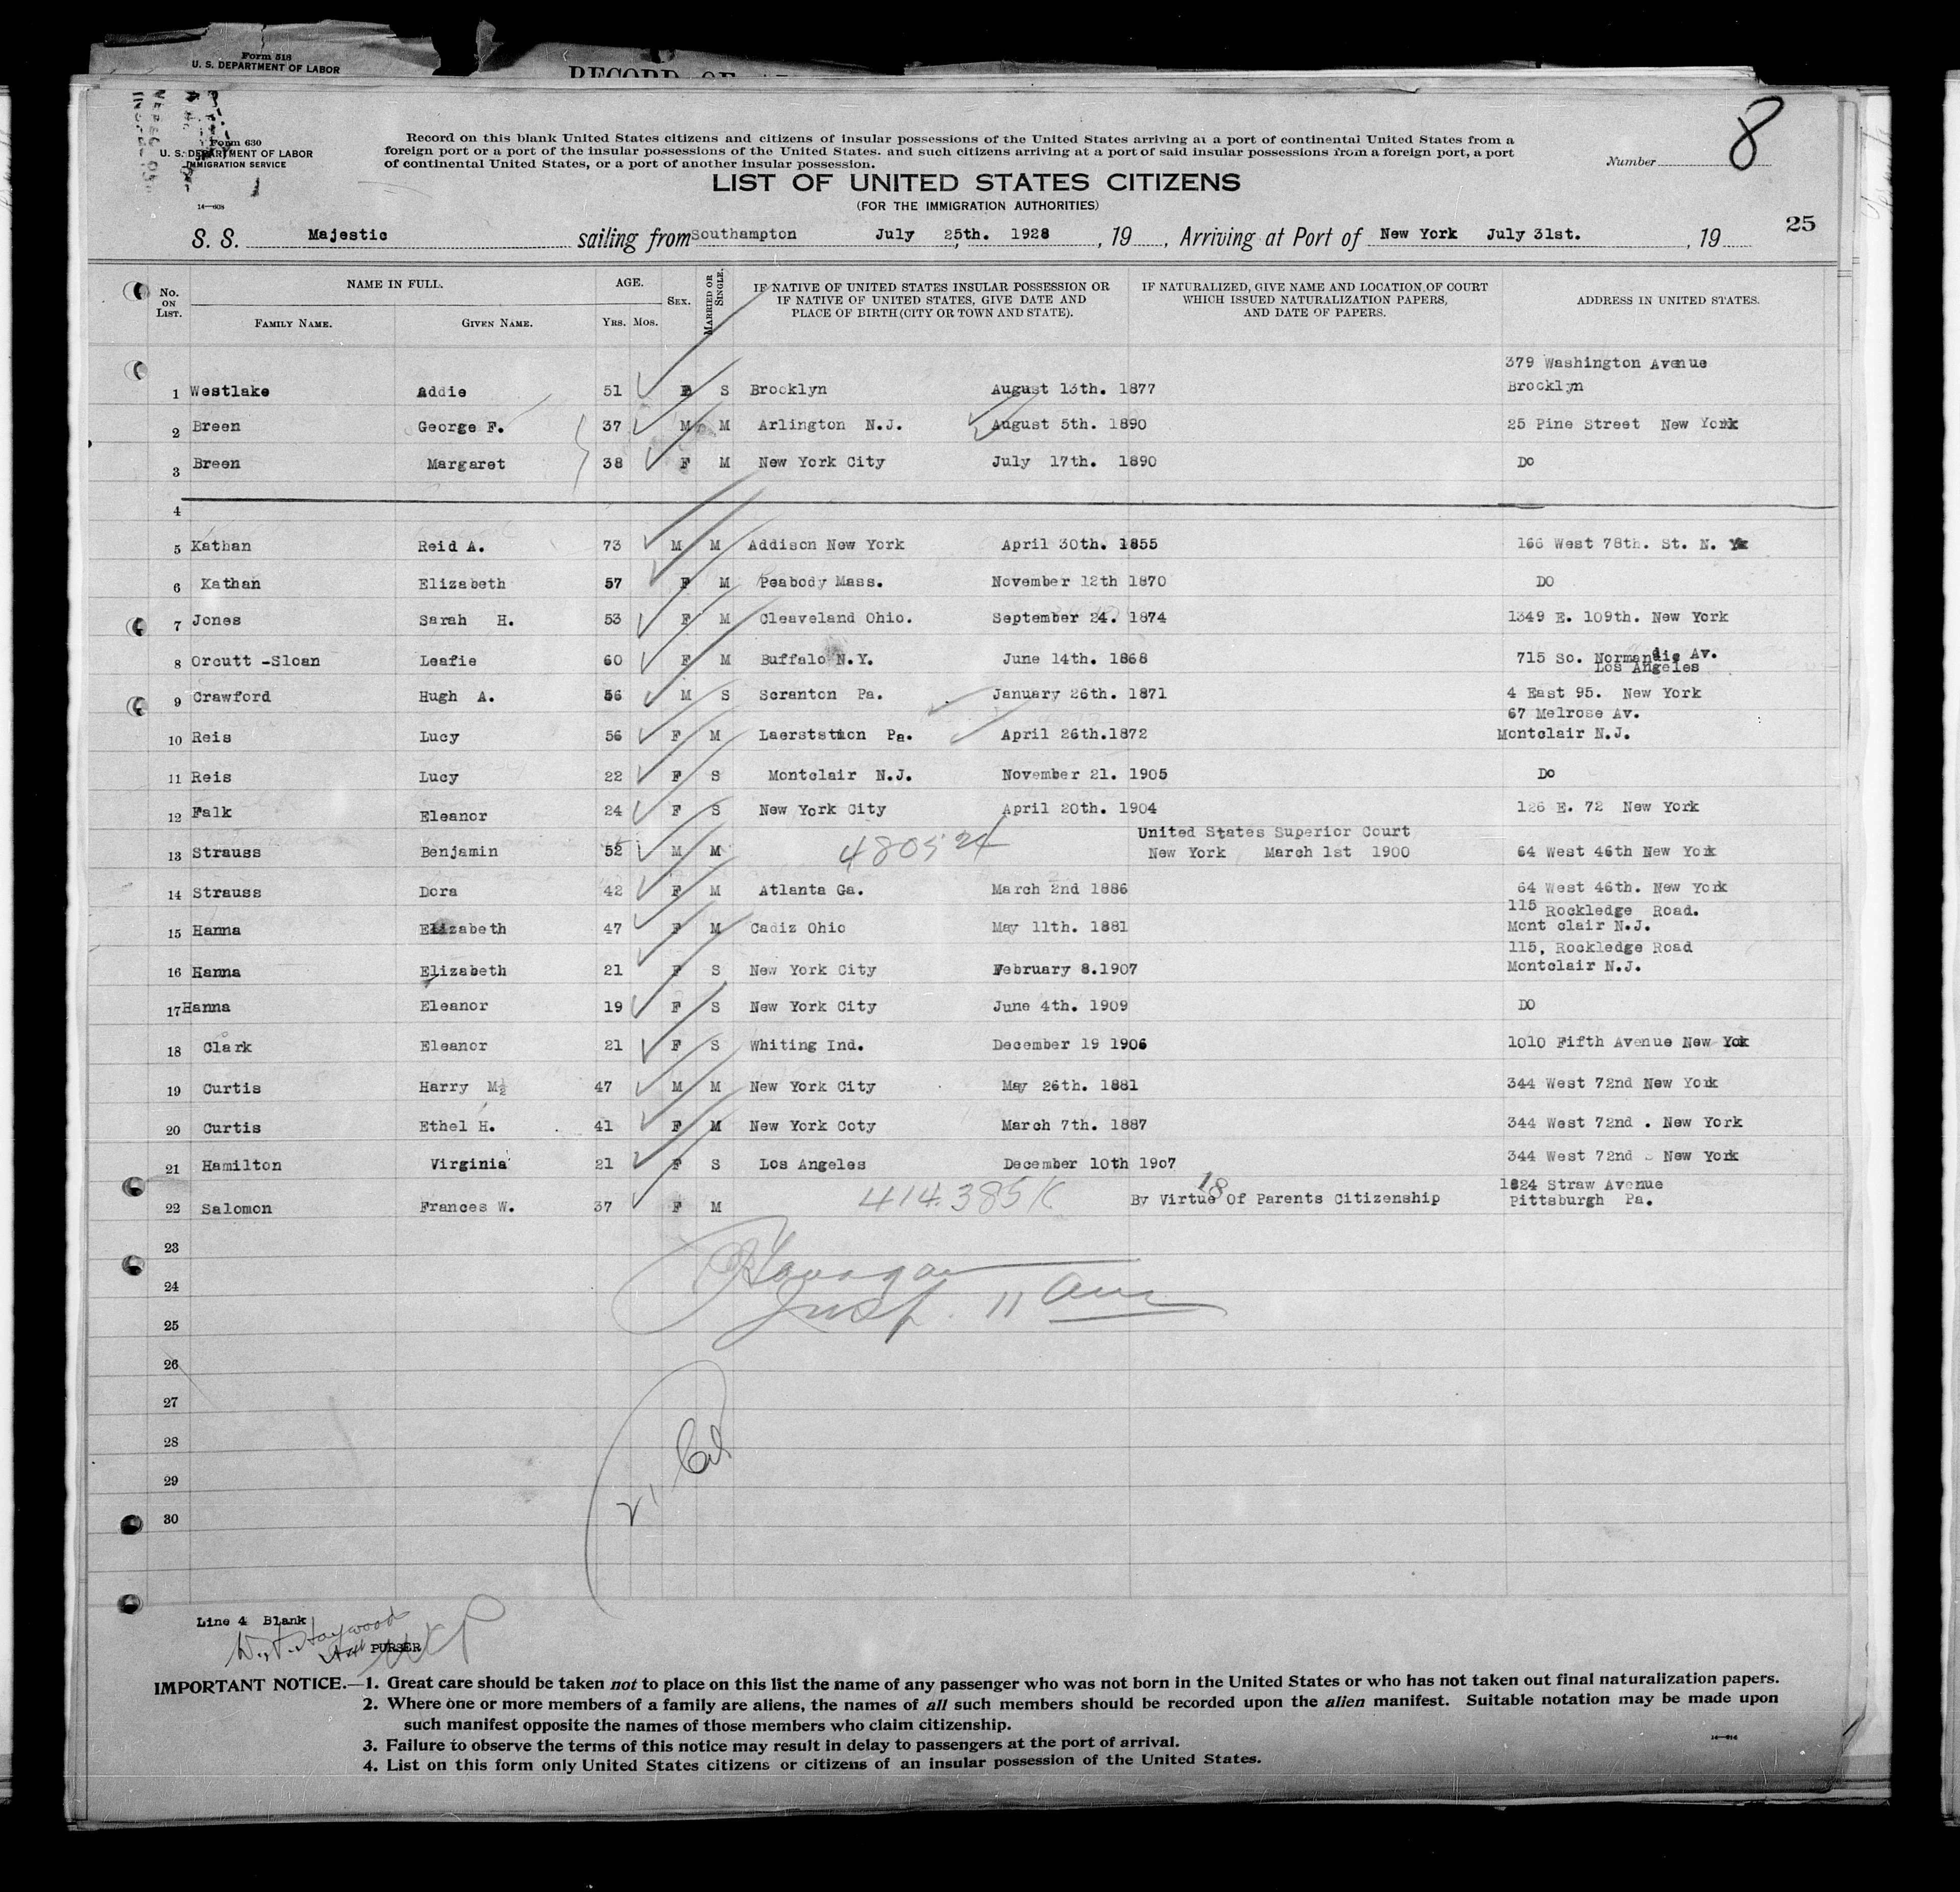 Form 518
U. S. DEPARTMENT OF LABOR
RECORD OF
Form 630
U. S. DEPARTMENT OF LABOR
IMMIGRATION SERVICE
14—608
Record on this blank United States citizens and citizens of insular possessions of the United States arriving at a port of continental United States from a
foreign port or a port of the insular possessions of the United States, and such citizens arriving at a port of said insular possessions from a foreign port, a port
of continental United States, or a port of another insular possession.
Number 8
LIST OF UNITED STATES CITIZENS
(FOR THE IMMIGRATION AUTHORITIES)
25
S. S. Majestic sailing from Southampton July 25th. 1928, 19 , Arriving at Port of New York July 31st. , 19
No. ON LIST. NAME IN FULL. AGE. SEX. MARRIED OR SINGLE. IF NATIVE OF UNITED STATES INSULAR POSSESSION OR IF NATIVE OF UNITED STATES, GIVE DATE AND PLACE OF BIRTH (CITY OR TOWN AND STATE). IF NATURALIZED, GIVE NAME AND LOCATION OF COURT WHICH ISSUED NATURALIZATION PAPERS, AND DATE OF PAPERS. ADDRESS IN UNITED STATES.
FAMILY NAME. GIVEN NAME. YRS. MOS.
379 Washington Avenue
1 Westlake Addie 51 F S Brooklyn August 13th. 1877 Brooklyn
2 Breen George F. 37 M M Arlington N.J. August 5th. 1890 25 Pine Street New York
3 Breen Margaret 38 F M New York City July 17th. 1890 Do
4
5 Kathan Reid A. 73 M M Addison New York April 30th. 1855 166 West 78th. St. N. Y
6 Kathan Elizabeth 57 F M Peabody Mass. November 12th 1870 DO
7 Jones Sarah H. 53 F M Cleaveland Ohio. September 24. 1874 1349 E. 109th. New York
8 Orcutt -Sloan Leafie 60 F M Buffalo N.Y. June 14th. 1868 715 So. Normandie Av.
Los Angeles
9 Crawford Hugh A. 56 M S Scranton Pa. January 26th. 1871 4 East 95. New York
67 Melrose Av.
10 Reis Lucy 56 F M Laerststmon Pa. April 26th.1872 Montclair N.J.
11 Reis Lucy 22 F S Montclair N.J. November 21. 1905 Do
12 Falk Eleanor 24 F S New York City April 20th. 1904 126 E. 72 New York
United States Superior Court
13 Strauss Benjamin 52 M M 480524 New York March 1st 1900 64 West 46th New York
14 Strauss Dora 42 F M Atlanta Ga. March 2nd 1886 64 West 46th. New York
115 Rockledge Road.
15 Hanna Elizabeth 47 F M Cadiz Ohio May 11th. 1881 Mont clair N.J.
115, Rockledge Road
16 Hanna Elizabeth 21 F S New York City February 8.1907 Montclair N.J.
17 Hanna Eleanor 19 F S New York City June 4th. 1909 DO
18 Clark Eleanor 21 F S Whiting Ind. December 19 1906 1010 Fifth Avenue New York
19 Curtis Harry M½ 47 M M New York City May 26th. 1881 344 West 72nd New York
20 Curtis Ethel H. 41 F M New York Coty March 7th. 1887 344 West 72nd . New York
21 Hamilton Virginia 21 F S Los Angeles December 10th 1907 344 West 72nd New York
18 1824 Straw Avenue
22 Salomon Frances W. 37 F M 414.385 K By Virtue Of Parents Citizenship Pittsburgh Pa.
23
24
Insp.
25
26
27
28
29
30
Line 4 Blank
W. F. Haywood
Asst PURSER
IMPORTANT NOTICE.—1. Great care should be taken not to place on this list the name of any passenger who was not born in the United States or who has not taken out final naturalization papers.
2. Where one or more members of a family are aliens, the names of all such members should be recorded upon the alien manifest. Suitable notation may be made upon
such manifest opposite the names of those members who claim citizenship.
3. Failure to observe the terms of this notice may result in delay to passengers at the port of arrival.
4. List on this form only United States citizens or citizens of an insular possession of the United States.
14—614